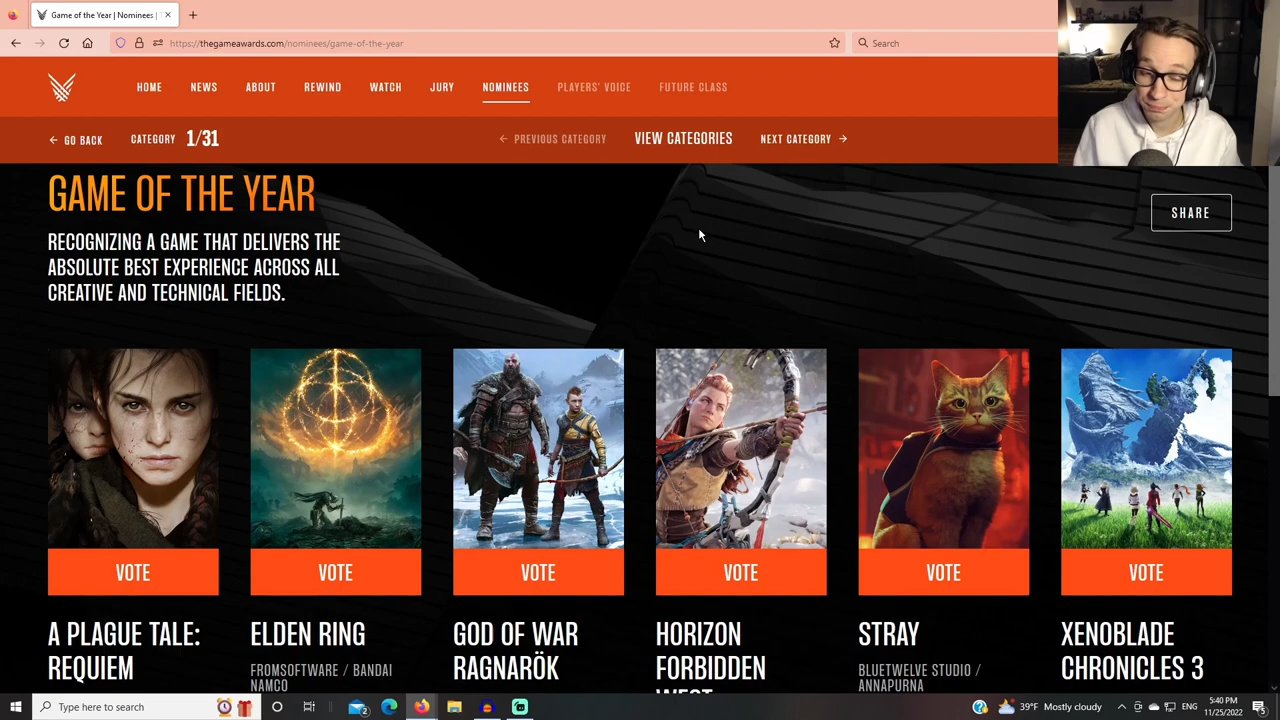 Game of the Year | Nominees |
https://thegameawards.com/nominees/game-of-the-year
Search
HOME NEWS ABOUT REWIND WATCH JURY NOMINEES PLAYERS' VOICE FUTURE CLASS
← GO BACK CATEGORY 1/31 ← PREVIOUS CATEGORY VIEW CATEGORIES NEXT CATEGORY →
GAME OF THE YEAR
SHARE
RECOGNIZING A GAME THAT DELIVERS THE
ABSOLUTE BEST EXPERIENCE ACROSS ALL
CREATIVE AND TECHNICAL FIELDS.
VOTE VOTE VOTE VOTE VOTE VOTE
A PLAGUE TALE:
REQUIEM
ELDEN RING
FROMSOFTWARE / BANDAI
NAMCO
GOD OF WAR
RAGNARÖK
HORIZON
FORBIDDEN
WEST
STRAY
BLUETWELVE STUDIO /
ANNAPURNA
XENOBLADE
CHRONICLES 3
Type here to search
2
39°F Mostly cloudy
5:40 PM
11/25/2022
5